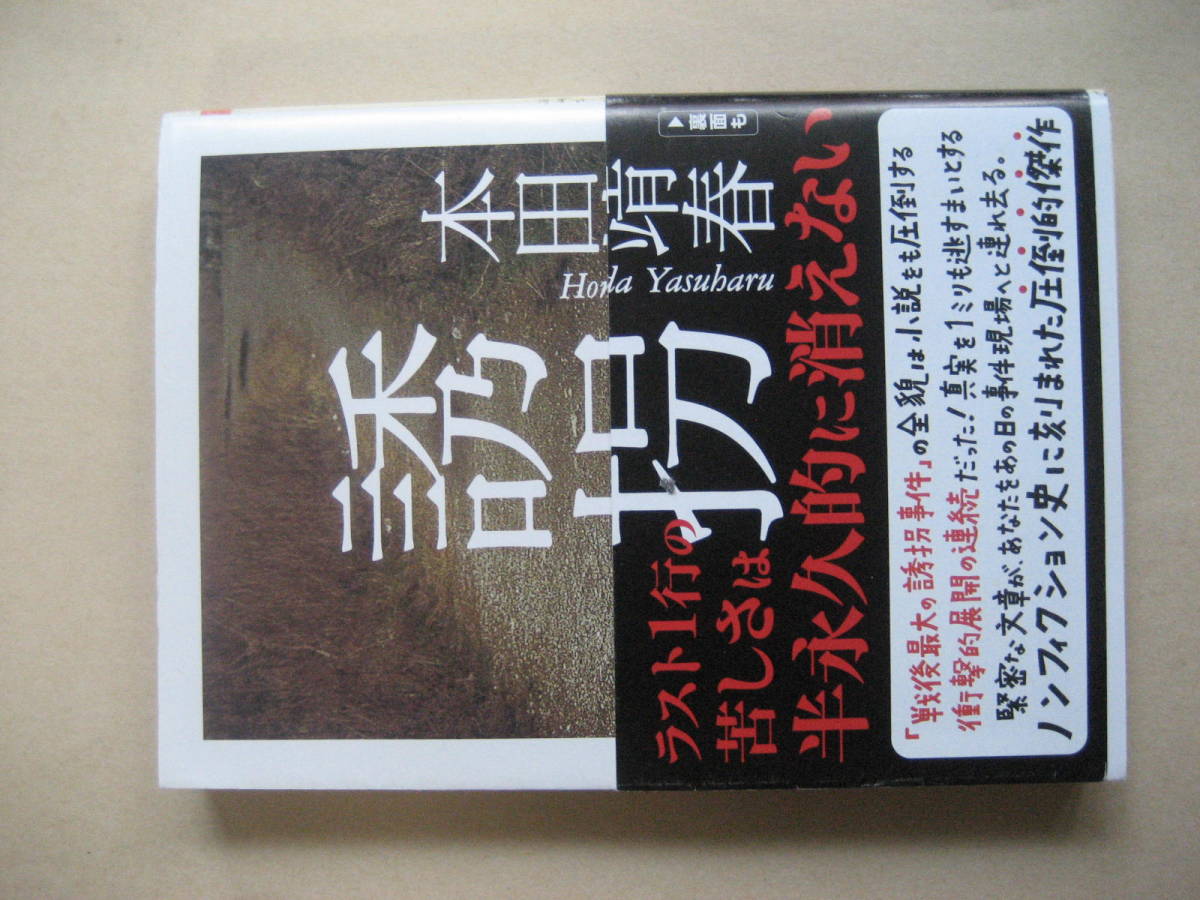 本田靖春
Honda Yasuharu
誘拐
▶裏面も
ラスト1行の
苦しさは
半永久的に消えない
「戦後最大の誘拐事件」の全貌は小説をも圧倒する
衝撃的展開の連続だった！真実を1ミリも逃すまいとする
緊密な文章が、あなたをあの日の事件現場へと連れ去る。
ノンフィクション史に刻まれた圧倒的傑作